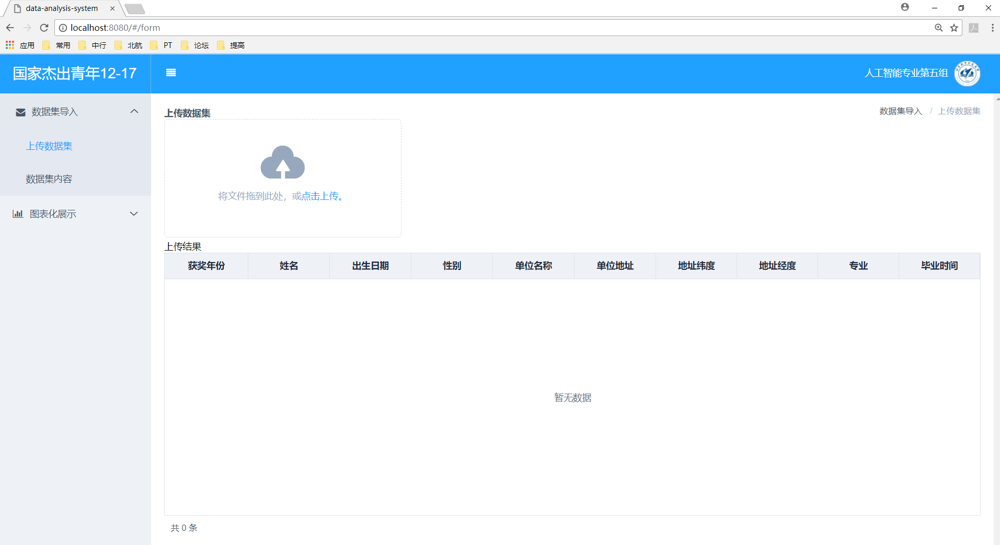 data-analysis-system
localhost:8080/#/form
应用 常用 中行 北航 PT 论坛 提高
国家杰出青年12-17
人工智能专业第五组
数据集导入
上传数据集
数据集内容
图表化展示
上传数据集
数据集导入 / 上传数据集
将文件拖到此处，或点击上传。
上传结果
获奖年份 姓名 出生日期 性别 单位名称 单位地址 地址纬度 地址经度 专业 毕业时间
暂无数据
共 0 条